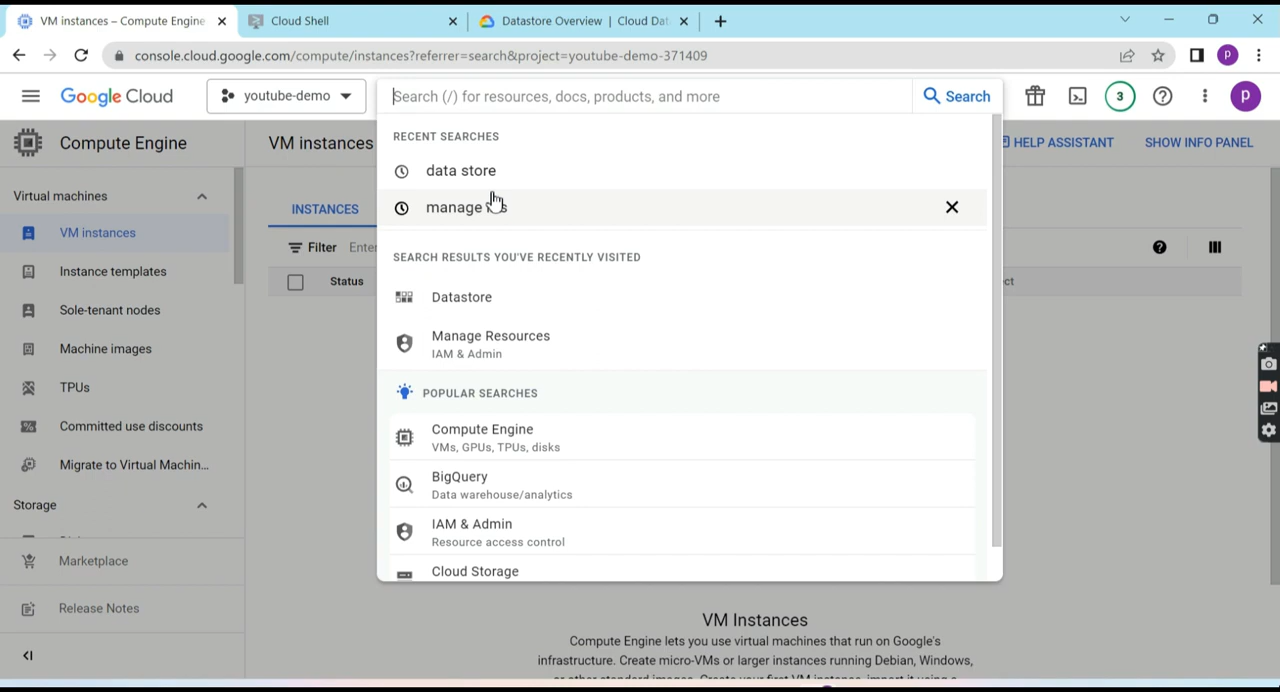 VM instances – Compute Engine
Cloud Shell
Datastore Overview | Cloud Dat
console.cloud.google.com/compute/instances?referrer=search&project=youtube-demo-371409
P
Google Cloud
youtube-demo
Search (/) for resources, docs, products, and more
Search
3
P
Compute Engine
VM instances
HELP ASSISTANT
SHOW INFO PANEL
RECENT SEARCHES
data store
manage
Virtual machines
VM instances
Instance templates
Sole-tenant nodes
Machine images
TPUs
Committed use discounts
Migrate to Virtual Machin...
Storage
Marketplace
Release Notes
INSTANCES
Filter Enter
Status
SEARCH RESULTS YOU'VE RECENTLY VISITED
Datastore
Manage Resources
IAM & Admin
POPULAR SEARCHES
Compute Engine
VMs, GPUs, TPUs, disks
BigQuery
Data warehouse/analytics
IAM & Admin
Resource access control
Cloud Storage
VM Instances
Compute Engine lets you use virtual machines that run on Google's
infrastructure. Create micro-VMs or larger instances running Debian, Windows,